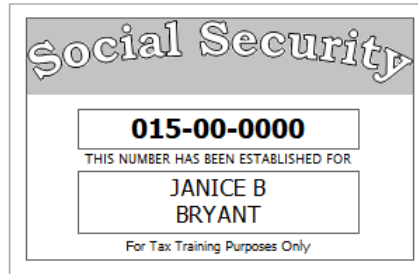 Social Security
015-00-0000
THIS NUMBER HAS BEEN ESTABLISHED FOR
JANICE B
BRYANT
For Tax Training Purposes Only